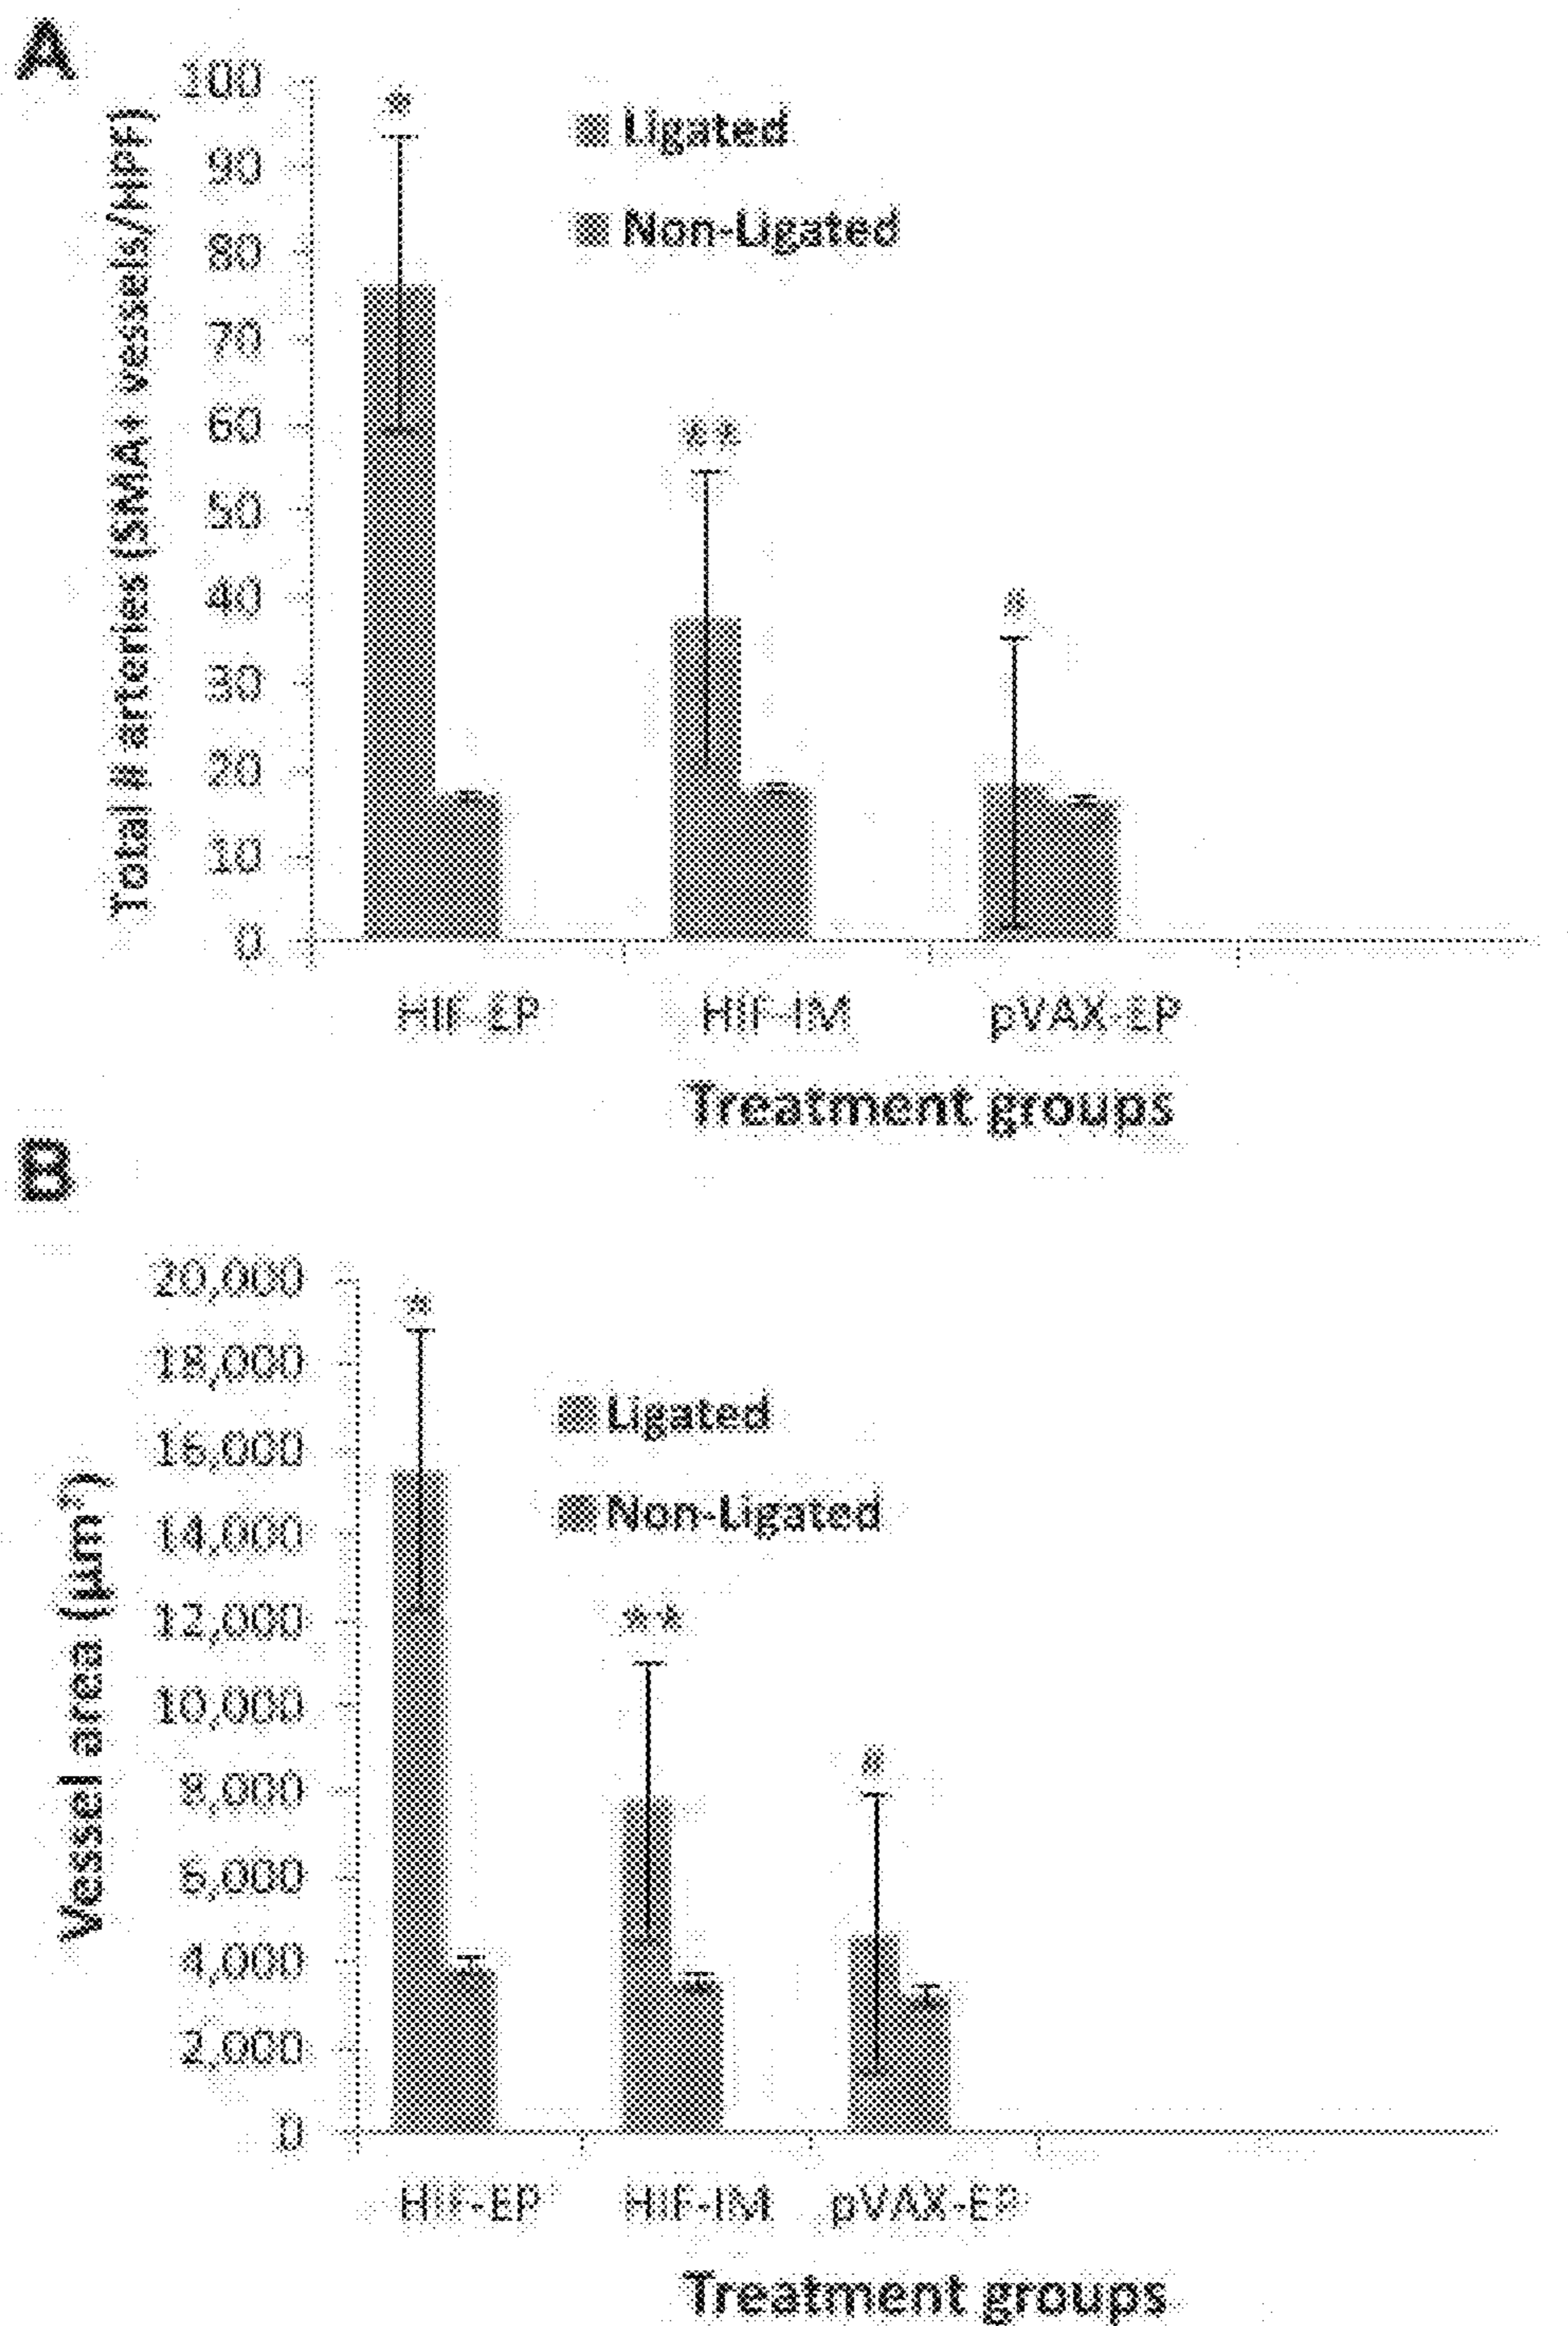 A
100
90
80
70
60
50
40
30
20
10
0
Total # arteries (SMA+ vessels/HPF)
*
**
*
Ligated
Non-Ligated
HIF-EP HIF-IM pVAX-EP
Treatment groups
B
20,000
18,000
16,000
14,000
12,000
10,000
8,000
6,000
4,000
2,000
0
Vessel area (µm²)
*
**
Ligated
Non-Ligated
HIF-EP HIF-IM pVAX-EP
Treatment groups